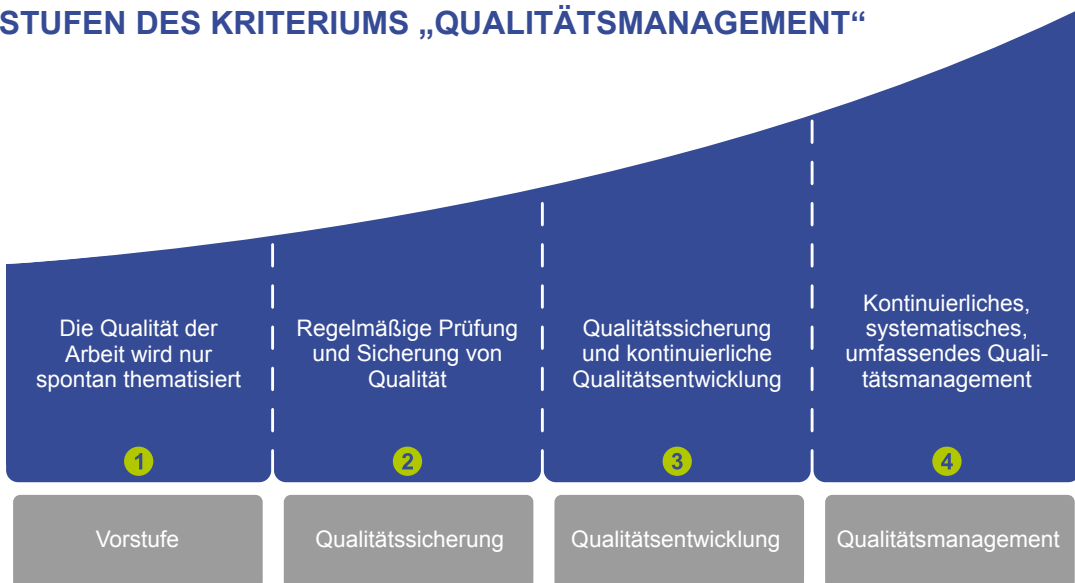 STUFEN DES KRITERIUMS „QUALITÄTSMANAGEMENT“
Die Qualität der
Arbeit wird nur
spontan thematisiert
1
Vorstufe
Regelmäßige Prüfung
und Sicherung von
Qualität
2
Qualitätssicherung
Qualitätssicherung
und kontinuierliche
Qualitätsentwicklung
3
Qualitätsentwicklung
Kontinuierliches,
systematisches,
umfassendes Quali-
tätsmanagement
4
Qualitätsmanagement